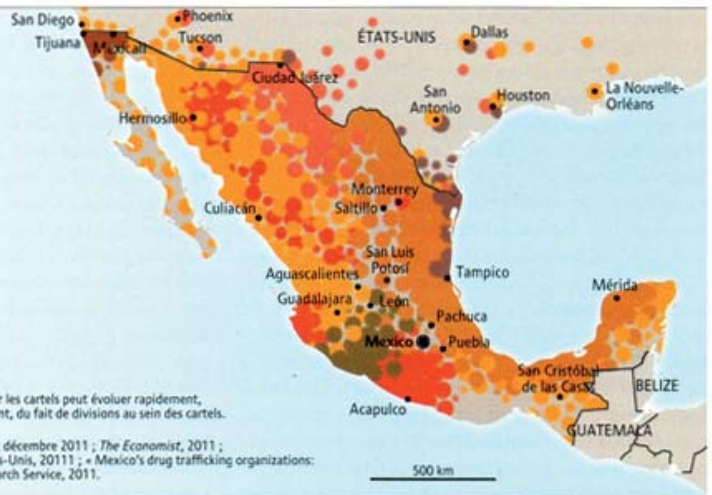 San Diego
Phoenix
Tijuana
Mexicali
Tucson
ÉTATS-UNIS
Dallas
Ciudad Juárez
San
Antonio
Houston
La Nouvelle-
Orléans
Hermosillo
Monterrey
Saltillo
Culiacán
San Luis
Potosí
Aguascalientes
Tampico
Mérida
Guadalajara
León
Pachuca
Mexico
Puebla
San Cristóbal
de las Casas
BELIZE
Acapulco
GUATEMALA
les cartels peut évoluer rapidement,
nt, du fait de divisions au sein des cartels.
décembre 2011 ; The Economist, 2011 ;
s-Unis, 20111 ; « Mexico's drug trafficking organizations:
arch Service, 2011.
500 km